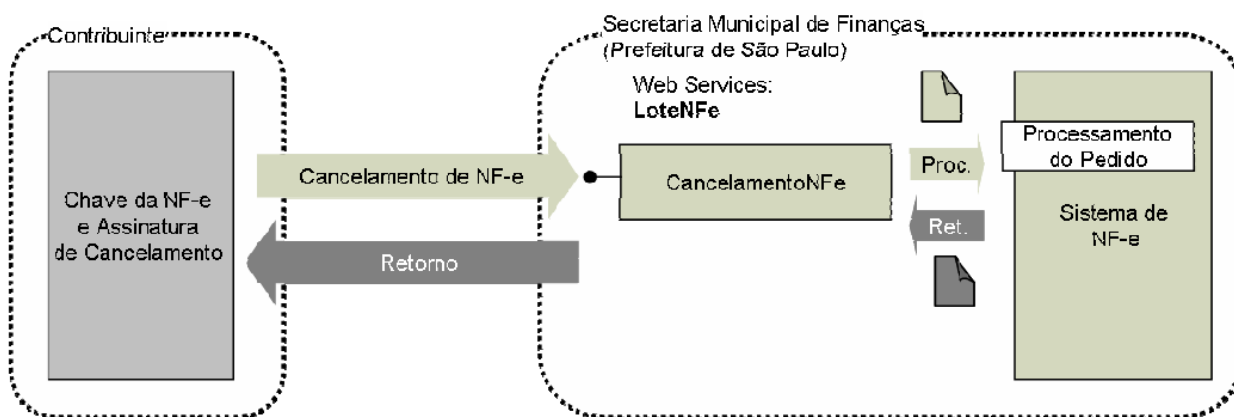 Contribuinte
Chave da NF-e
e Assinatura
de Cancelamento
Cancelamento de NF-e
Retorno
Secretaria Municipal de Finanças
(Prefeitura de São Paulo)
Web Services:
LoteNFe
CancelamentoNFe
Proc.
Ret.
Processamento
do Pedido
Sistema de
NF-e